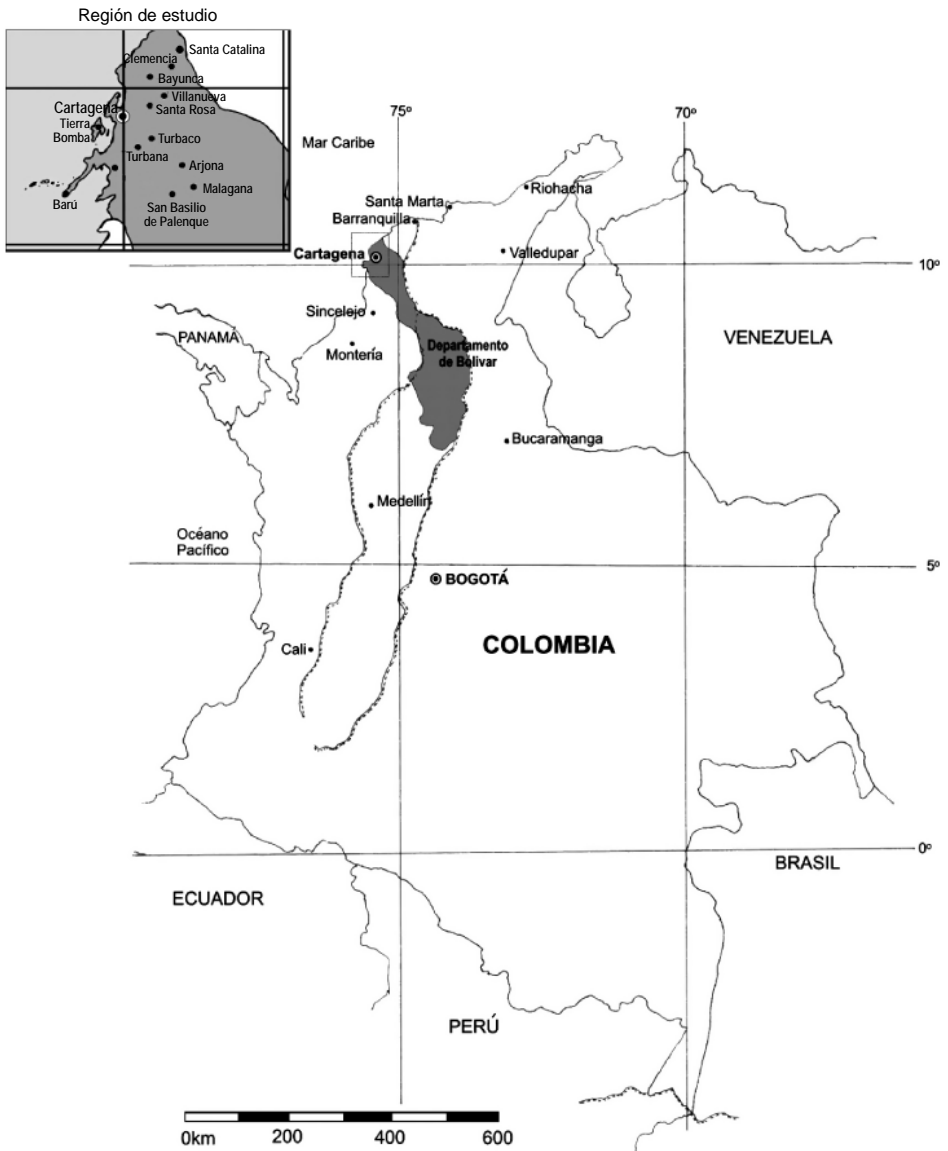 Región de estudio
Santa Catalina
Clemencia
Bayunca
Villanueva
Cartagena
Santa Rosa
Tierra
Bomba
Turbaco
Turbana
Arjona
Malagana
Barú
San Basilio
de Palenque
75º
70º
Mar Caribe
Riohacha
Santa Marta
Barranquilla
Cartagena
Valledupar
10º
Sincelejo
PANAMÁ
Montería
Departamento
de Bolívar
VENEZUELA
Bucaramanga
Medellín
Océano
Pacífico
5º
BOGOTÁ
Cali
COLOMBIA
0º
BRASIL
ECUADOR
PERÚ
0km 200 400 600